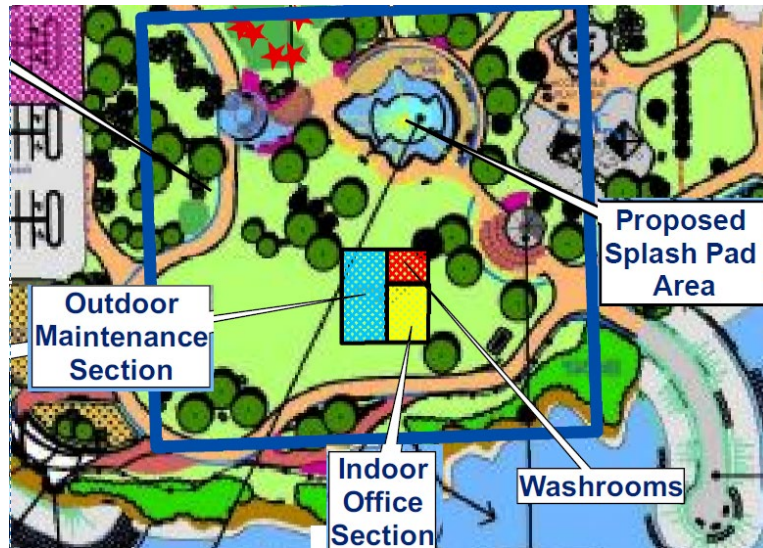 Proposed
Splash Pad
Area
Outdoor
Maintenance
Section
Indoor
Office
Section
Washrooms